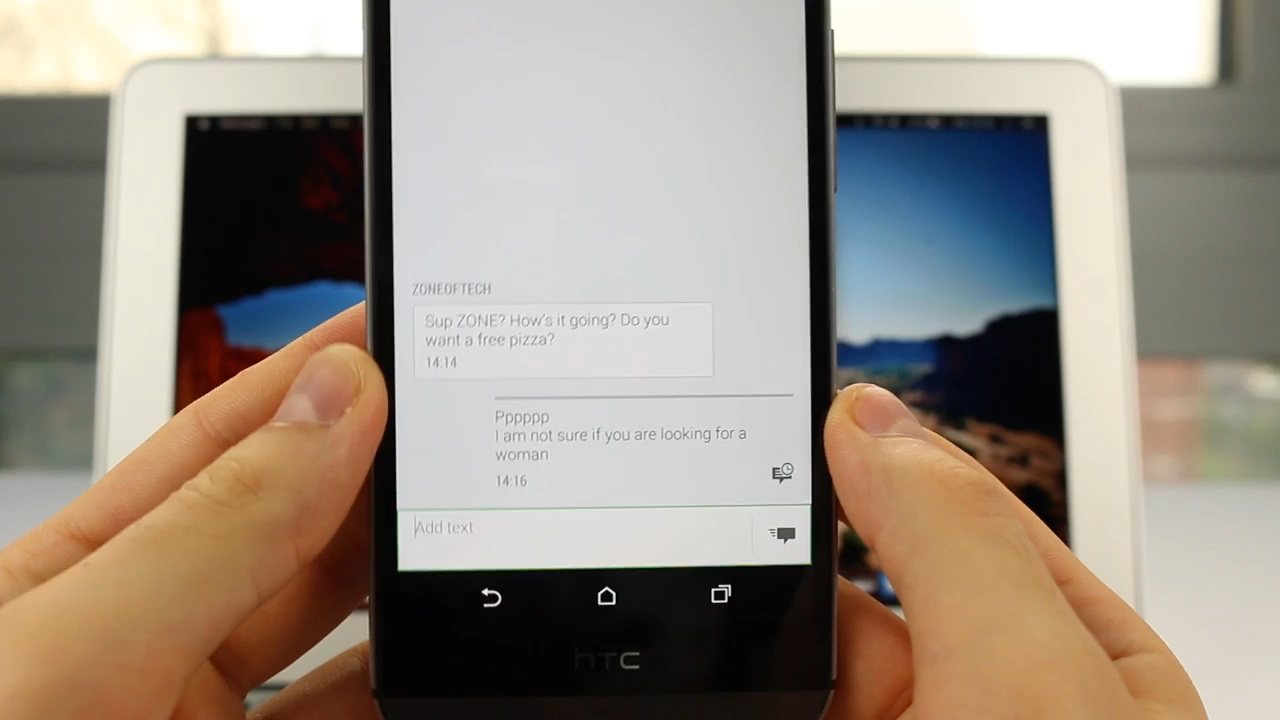 ZONEOFTECH
Sup ZONE? How's it going? Do you
want a free pizza?
14:14
Pppppp
I am not sure if you are looking for a
woman
14:16
Add text
hTC